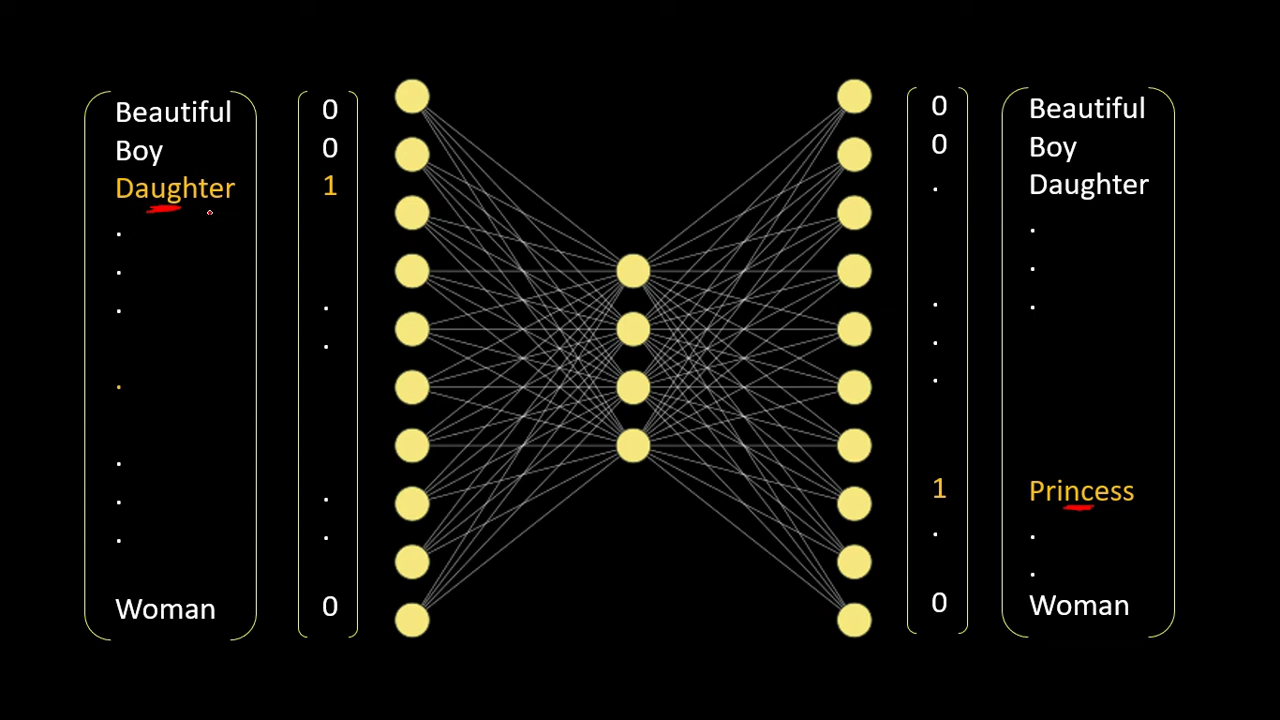 Beautiful 0 0 Beautiful
Boy 0 0 Boy
Daughter 1 . Daughter
. .
. .
. . . .
. .
. .
.
. 1 Princess
. . . .
. . .
Woman 0 0 Woman